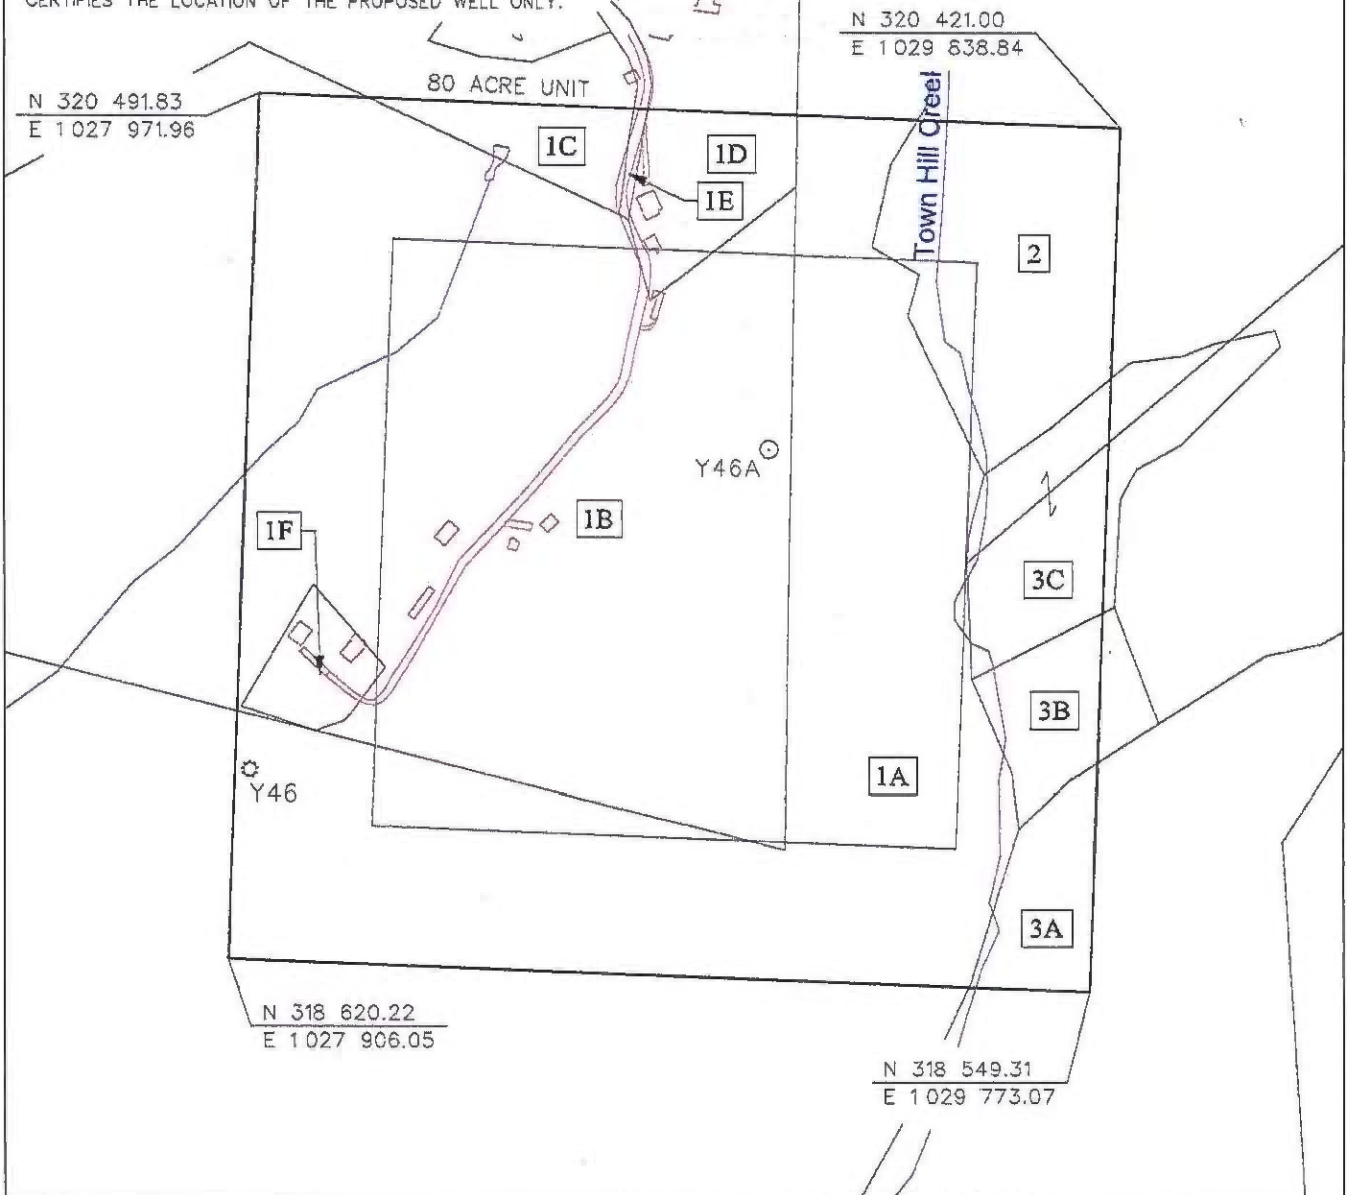 CERTIFIES THE LOCATION OF THE PROPOSED WELL ONLY.
N 320 421.00
E 1 029 838.84
80 ACRE UNIT
N 320 491.83
E 1 027 971.96
Town Hill Creel
1C
1D
1E
2
Y46A
1B
1F
3C
3B
1A
Y46
3A
N 318 620.22
E 1 027 906.05
N 318 549.31
E 1 029 773.07